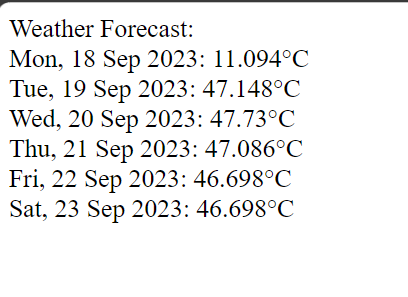 Weather Forecast:
Mon, 18 Sep 2023: 11.094°C
Tue, 19 Sep 2023: 47.148°C
Wed, 20 Sep 2023: 47.73°C
Thu, 21 Sep 2023: 47.086°C
Fri, 22 Sep 2023: 46.698°C
Sat, 23 Sep 2023: 46.698°C